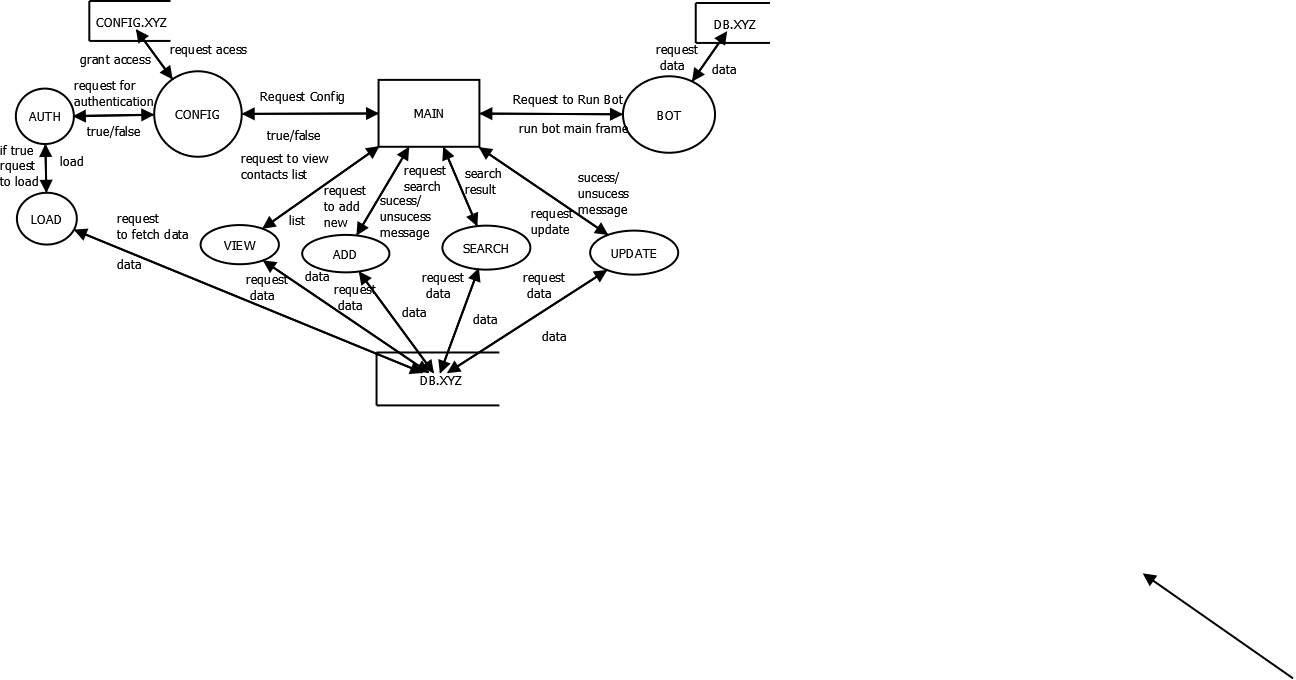 CONFIG.XYZ
DB.XYZ
request acess
grant access
request
data
data
request for
authentication
AUTH
CONFIG
Request Config
MAIN
Request to Run Bot
BOT
true/false
true/false
run bot main frame
if true
rquest
to load
load
request to view
contacts list
request
search
search
result
sucess/
unsucess
message
request
to add
new
sucess/
unsucess
message
LOAD
request
to fetch data
list
request
update
VIEW
ADD
SEARCH
UPDATE
data
request
data
data
request
data
data
request
data
data
request
data
data
DB.XYZ